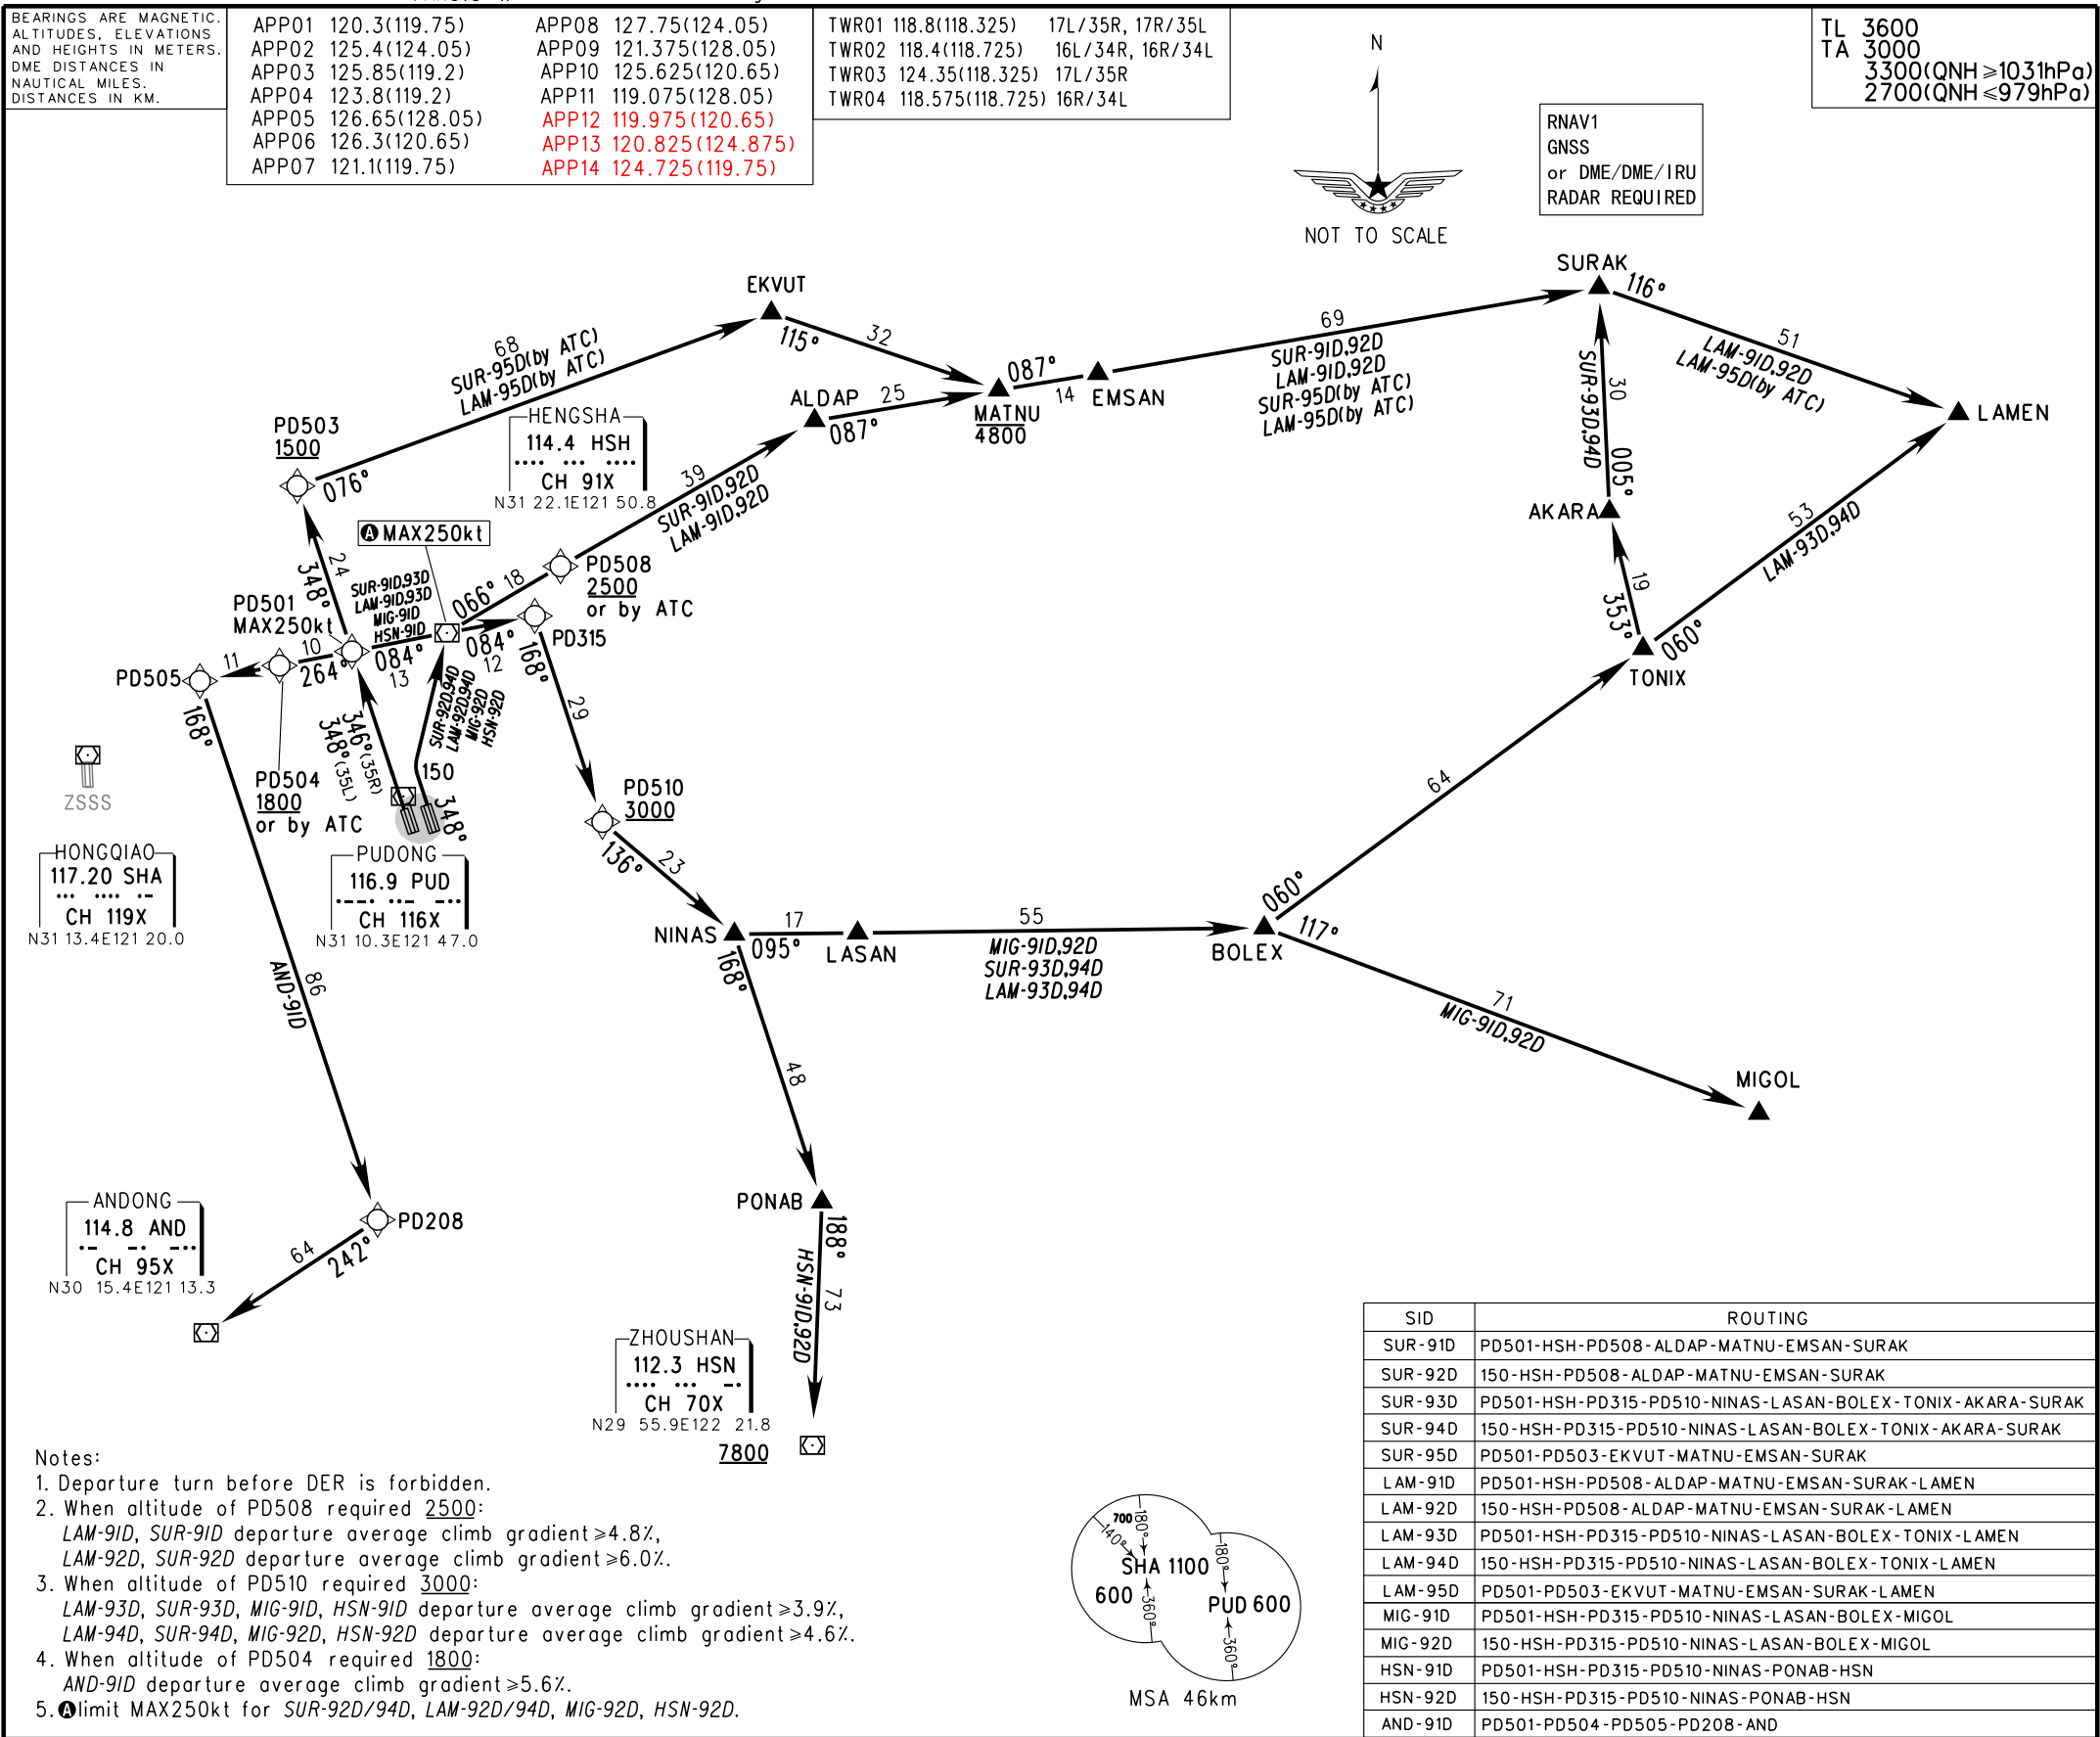 BEARINGS ARE MAGNETIC.
ALTITUDES, ELEVATIONS
AND HEIGHTS IN METERS.
DME DISTANCES IN
NAUTICAL MILES.
DISTANCES IN KM.
APP01 120.3(119.75)
APP02 125.4(124.05)
APP03 125.85(119.2)
APP04 123.8(119.2)
APP05 126.65(128.05)
APP06 126.3(120.65)
APP07 121.1(119.75)
APP08 127.75(124.05)
APP09 121.375(128.05)
APP10 125.625(120.65)
APP11 119.075(128.05)
APP12 119.975(120.65)
APP13 120.825(124.875)
APP14 124.725(119.75)
TWR01 118.8(118.325) 17L/35R, 17R/35L
TWR02 118.4(118.725) 16L/34R, 16R/34L
TWR03 124.35(118.325) 17L/35R
TWR04 118.575(118.725) 16R/34L
N
NOT TO SCALE
RNAV1
GNSS
or DME/DME/IRU
RADAR REQUIRED
TL 3600
TA 3000
3300(QNH≥1031hPa)
2700(QNH≤979hPa)
EKVUT
115°
32
68
SUR-95D(by ATC)
LAM-95D(by ATC)
PD503
1500
076°
24
348°
HENGSHA
114.4 HSH
CH 91X
N31 22.1E121 50.8
ALDAP
087°
25
MATNU
4800
087°
14
EMSAN
69
SUR-91D,92D
LAM-91D,92D
SUR-95D(by ATC)
LAM-95D(by ATC)
SURAK
116°
51
LAM-91D,92D
LAM-95D(by ATC)
LAMEN
SUR-93D,94D
30
005°
AKARA
19
353°
53
LAM-93D,94D
060°
TONIX
39
SUR-91D,92D
LAM-91D,92D
A MAX250kt
PD501
MAX250kt
SUR-91D,93D
LAM-91D,93D
MIG-91D
HSN-91D
066°
18
PD508
2500
or by ATC
PD315
084°
12
084°
13
10
264°
11
PD505
168°
168°
29
SUR-92D,94D
LAM-92D,94D
MIG-92D
HSN-92D
346°(35R)
348°(35L)
150
348°
PD504
1800
or by ATC
ZSSS
HONGQIAO
117.20 SHA
CH 119X
N31 13.4E121 20.0
PUDONG
116.9 PUD
CH 116X
N31 10.3E121 47.0
PD510
3000
136°
23
NINAS
17
095°
LASAN
55
MIG-91D,92D
SUR-93D,94D
LAM-93D,94D
BOLEX
060°
64
117°
71
MIG-91D,92D
MIGOL
168°
48
PONAB
188°
HSN-91D,92D
73
86
AND-91D
PD208
64
242°
ANDONG
114.8 AND
CH 95X
N30 15.4E121 13.3
ZHOUSHAN
112.3 HSN
CH 70X
N29 55.9E122 21.8
7800
Notes:
1. Departure turn before DER is forbidden.
2. When altitude of PD508 required 2500:
LAM-91D, SUR-91D departure average climb gradient≥4.8%,
LAM-92D, SUR-92D departure average climb gradient≥6.0%.
3. When altitude of PD510 required 3000:
LAM-93D, SUR-93D, MIG-91D, HSN-91D departure average climb gradient≥3.9%,
LAM-94D, SUR-94D, MIG-92D, HSN-92D departure average climb gradient≥4.6%.
4. When altitude of PD504 required 1800:
AND-91D departure average climb gradient≥5.6%.
5. A limit MAX250kt for SUR-92D/94D, LAM-92D/94D, MIG-92D, HSN-92D.
700
140°
180°
SHA 1100
600
360°
180°
PUD 600
360°
MSA 46km
SID ROUTING
SUR-91D PD501-HSH-PD508-ALDAP-MATNU-EMSAN-SURAK
SUR-92D 150-HSH-PD508-ALDAP-MATNU-EMSAN-SURAK
SUR-93D PD501-HSH-PD315-PD510-NINAS-LASAN-BOLEX-TONIX-AKARA-SURAK
SUR-94D 150-HSH-PD315-PD510-NINAS-LASAN-BOLEX-TONIX-AKARA-SURAK
SUR-95D PD501-PD503-EKVUT-MATNU-EMSAN-SURAK
LAM-91D PD501-HSH-PD508-ALDAP-MATNU-EMSAN-SURAK-LAMEN
LAM-92D 150-HSH-PD508-ALDAP-MATNU-EMSAN-SURAK-LAMEN
LAM-93D PD501-HSH-PD315-PD510-NINAS-LASAN-BOLEX-TONIX-LAMEN
LAM-94D 150-HSH-PD315-PD510-NINAS-LASAN-BOLEX-TONIX-LAMEN
LAM-95D PD501-PD503-EKVUT-MATNU-EMSAN-SURAK-LAMEN
MIG-91D PD501-HSH-PD315-PD510-NINAS-LASAN-BOLEX-MIGOL
MIG-92D 150-HSH-PD315-PD510-NINAS-LASAN-BOLEX-MIGOL
HSN-91D PD501-HSH-PD315-PD510-NINAS-PONAB-HSN
HSN-92D 150-HSH-PD315-PD510-NINAS-PONAB-HSN
AND-91D PD501-PD504-PD505-PD208-AND